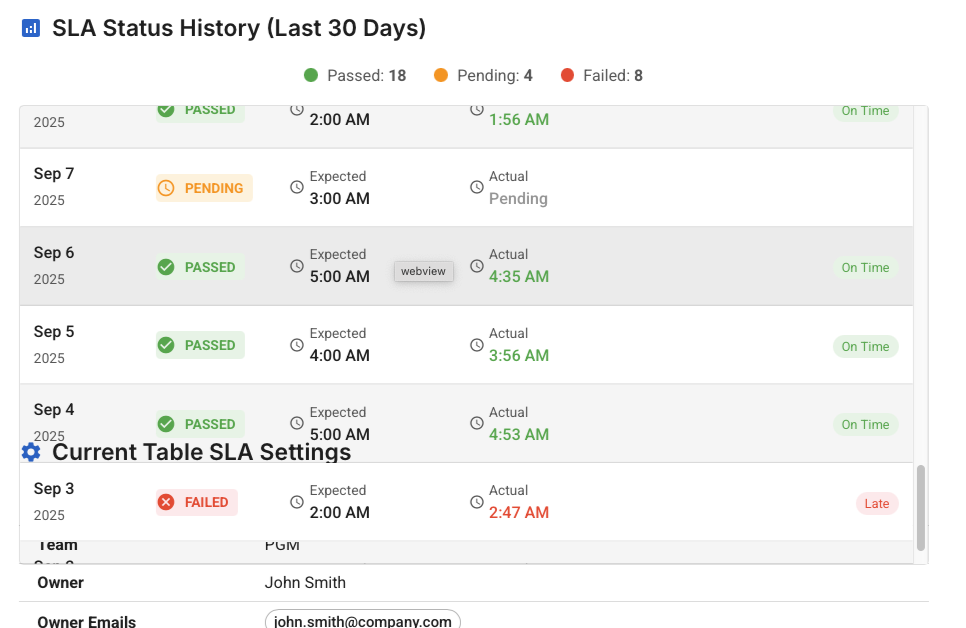 SLA Status History (Last 30 Days)
Passed: 18 Pending: 4 Failed: 8
2025 PASSED 2:00 AM 1:56 AM On Time
Sep 7
2025
PENDING
Expected
3:00 AM
Actual
Pending
Sep 6
2025
PASSED
Expected
5:00 AM
webview
Actual
4:35 AM
On Time
Sep 5
2025
PASSED
Expected
4:00 AM
Actual
3:56 AM
On Time
Sep 4
2025
PASSED
Expected
5:00 AM
Actual
4:53 AM
On Time
Current Table SLA Settings
Sep 3
2025
FAILED
Expected
2:00 AM
Actual
2:47 AM
Late
Team PGM
Owner John Smith
Owner Emails john.smith@company.com